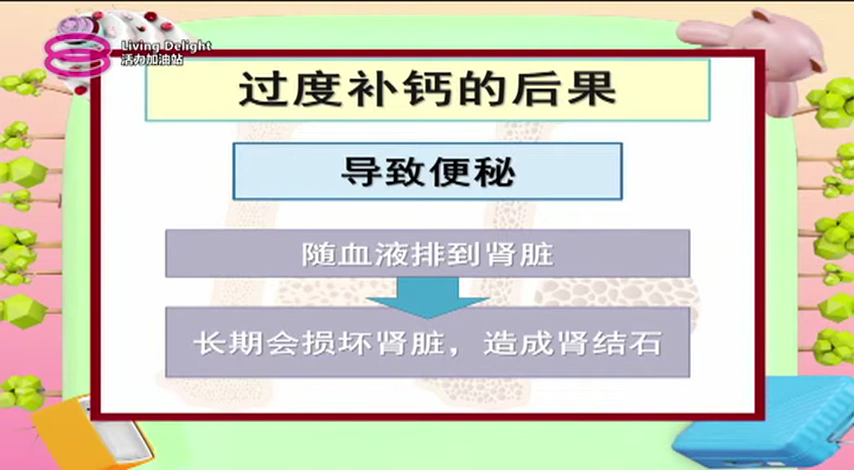 Living Delight
活力加油站
过度补钙的后果
导致便秘
随血液排到肾脏
长期会损坏肾脏，造成肾结石